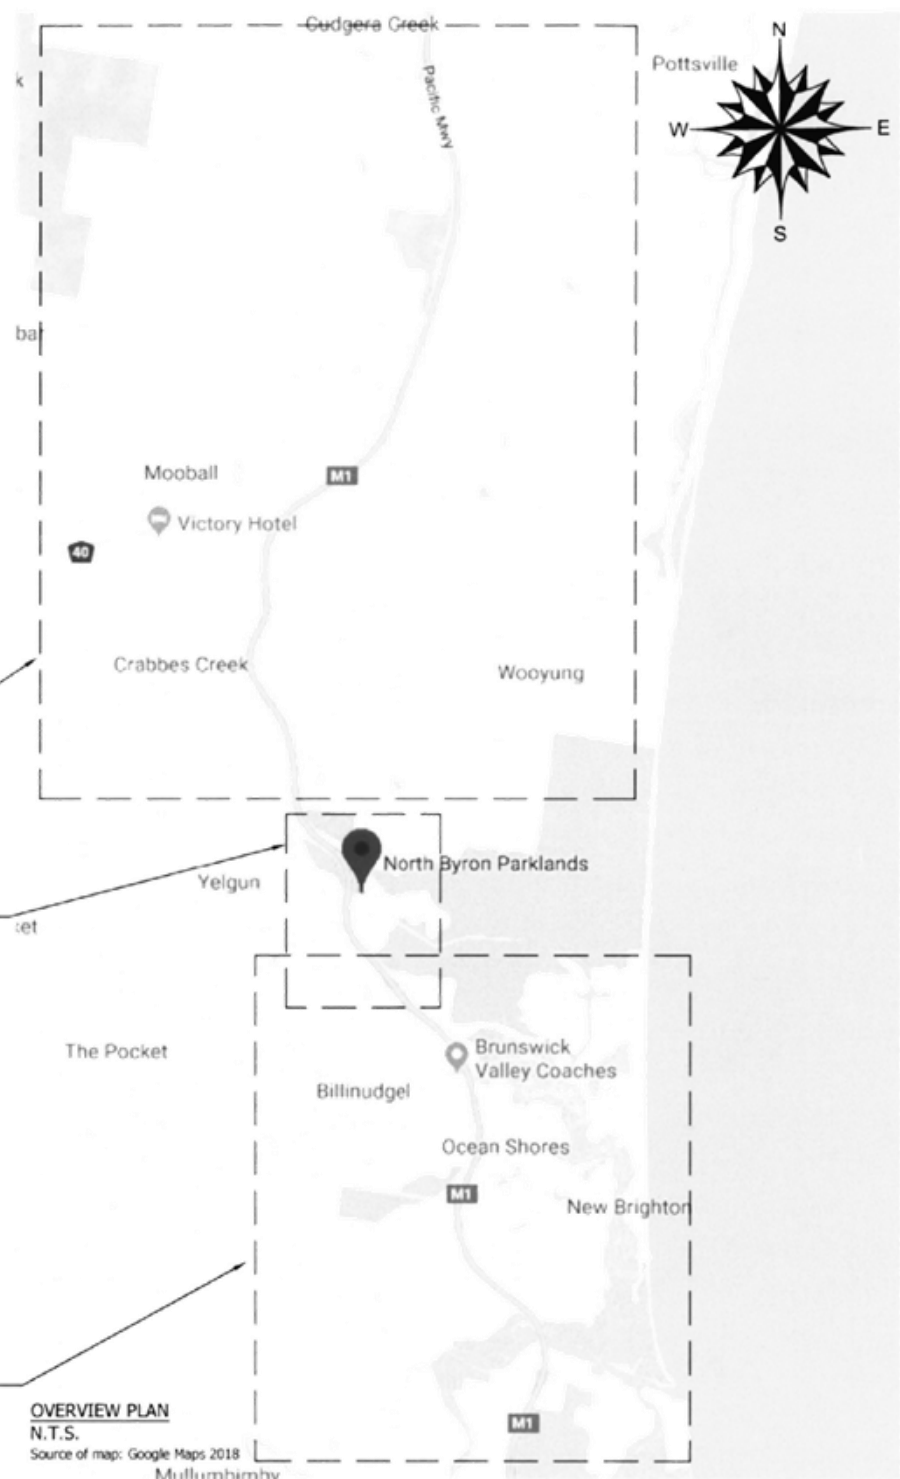 Cudgera Creek
N
Pottsville
Pacific Mwy
W
E
k
S
bar
Mooball
M1
Victory Hotel
40
Crabbes Creek
Wooyung
North Byron Parklands
Yelgun
ket
The Pocket
Brunswick
Valley Coaches
Billinudgel
Ocean Shores
M1
New Brighton
OVERVIEW PLAN
N.T.S.
M1
Source of map: Google Maps 2018
Mullumbimby